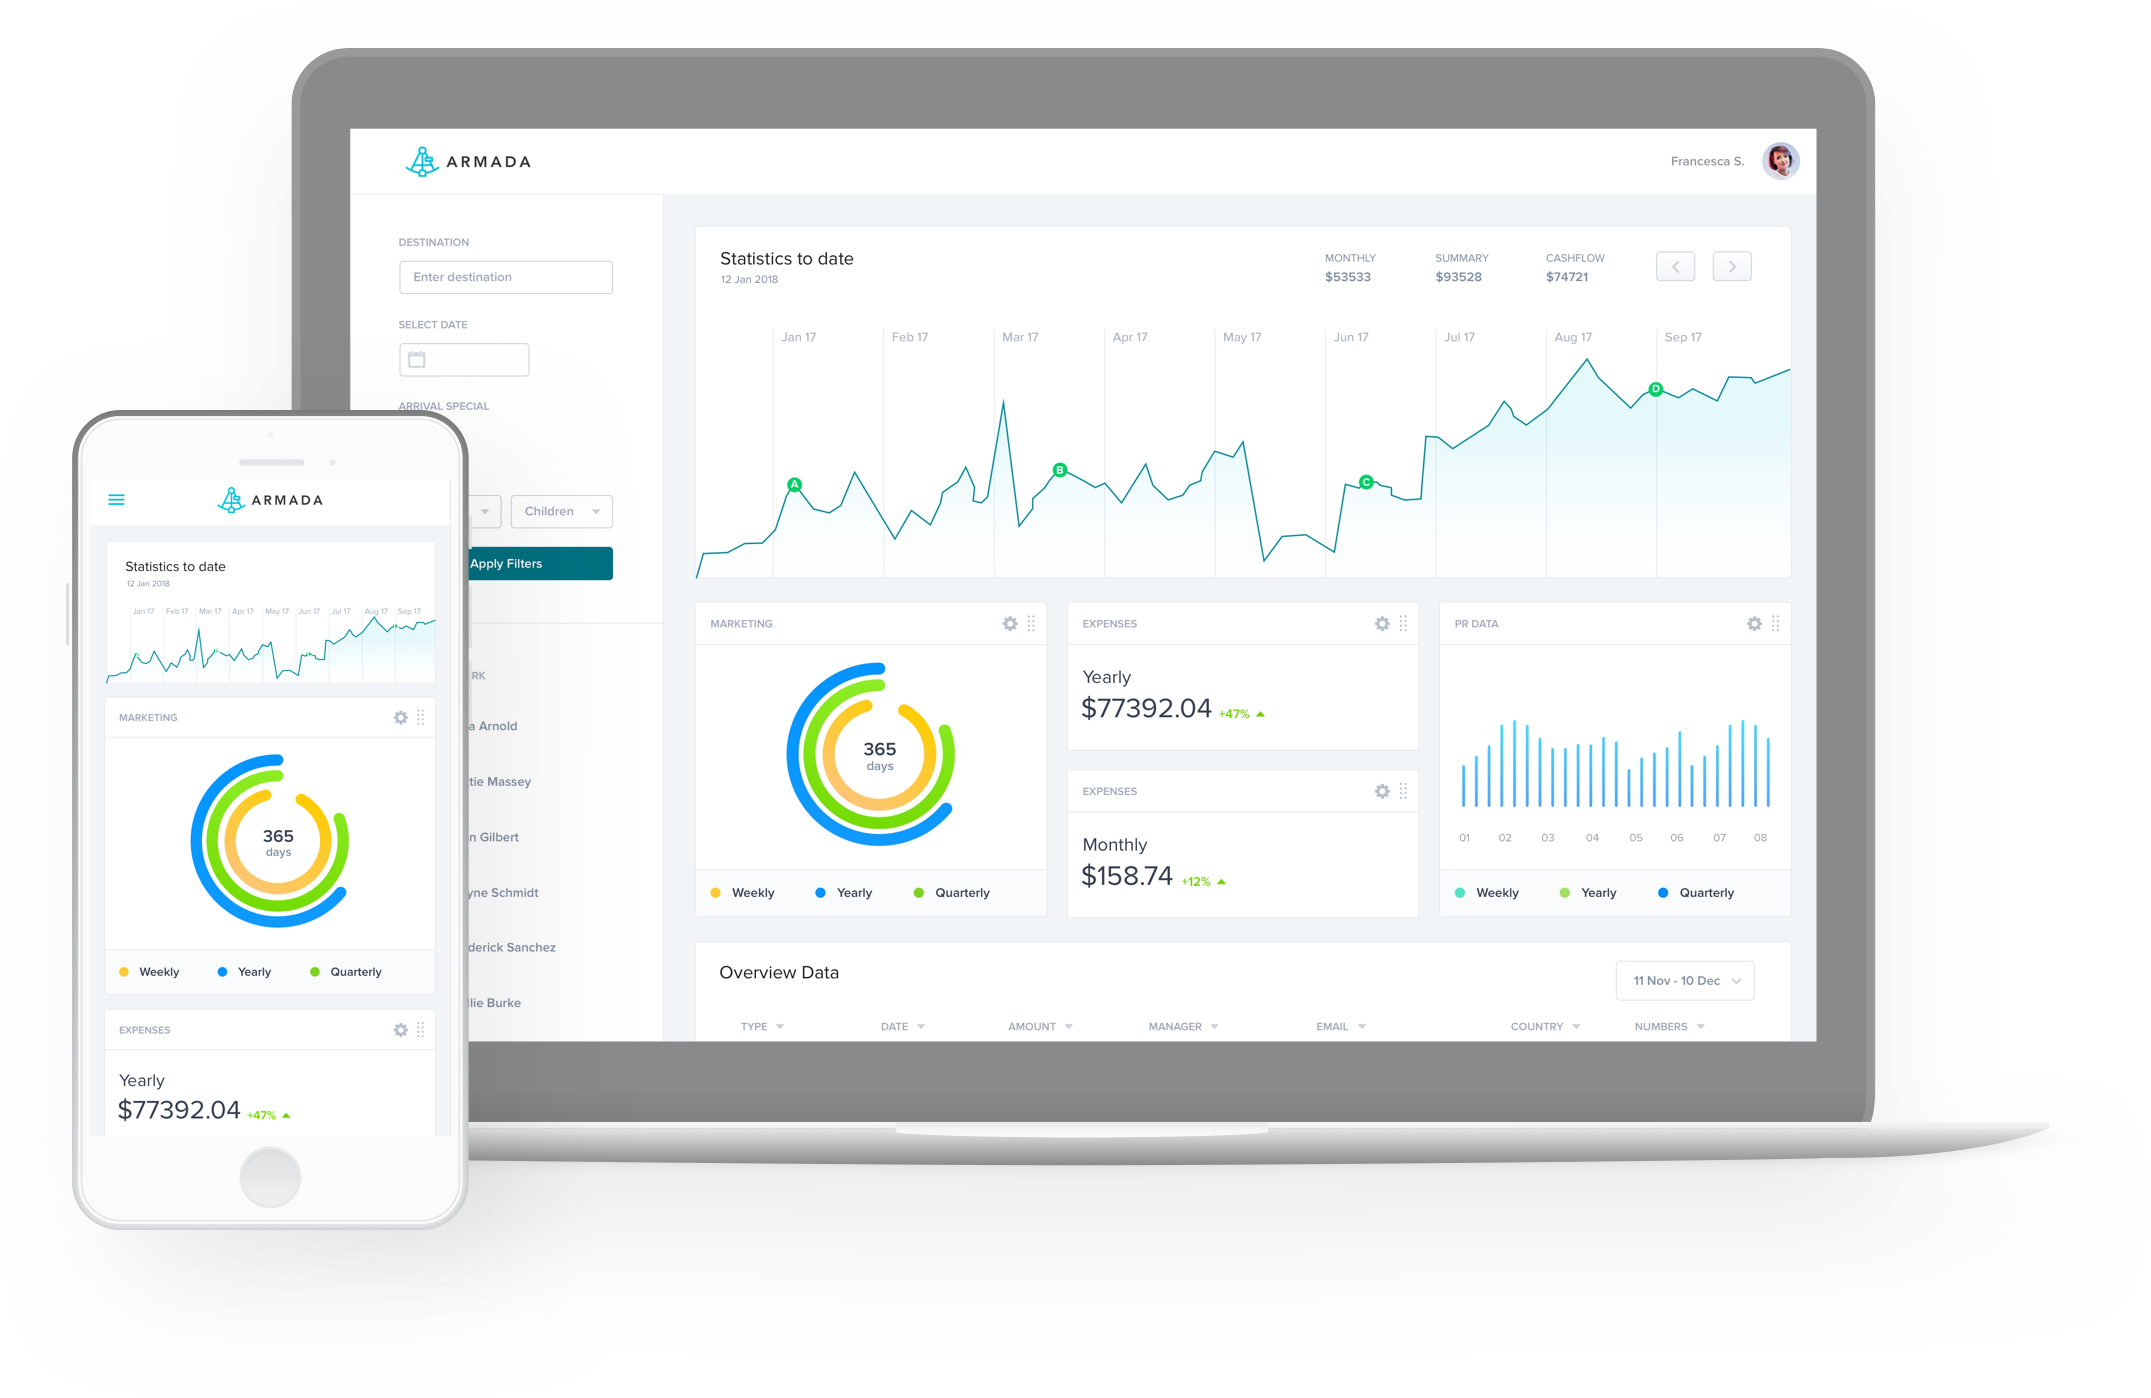 ARMADA
Francesca S.
DESTINATION
Enter destination
SELECT DATE
ARRIVAL SPECIAL
Children
Apply Filters
RK
a Arnold
tie Massey
n Gilbert
yne Schmidt
derick Sanchez
llie Burke
Statistics to date
12 Jan 2018
MONTHLY
$53533
SUMMARY
$93528
CASHFLOW
$74721
Jan 17 Feb 17 Mar 17 Apr 17 May 17 Jun 17 Jul 17 Aug 17 Sep 17
A
B
C
D
MARKETING
365
days
Weekly Yearly Quarterly
EXPENSES
Yearly
$77392.04 +47%
EXPENSES
Monthly
$158.74 +12%
PR DATA
01 02 03 04 05 06 07 08
Weekly Yearly Quarterly
Overview Data
11 Nov - 10 Dec
TYPE DATE AMOUNT MANAGER EMAIL COUNTRY NUMBERS
ARMADA
Statistics to date
12 Jan 2018
Jan 17 Feb 17 Mar 17 Apr 17 May 17 Jun 17 Jul 17 Aug 17 Sep 17
MARKETING
365
days
Weekly Yearly Quarterly
EXPENSES
Yearly
$77392.04 +47%